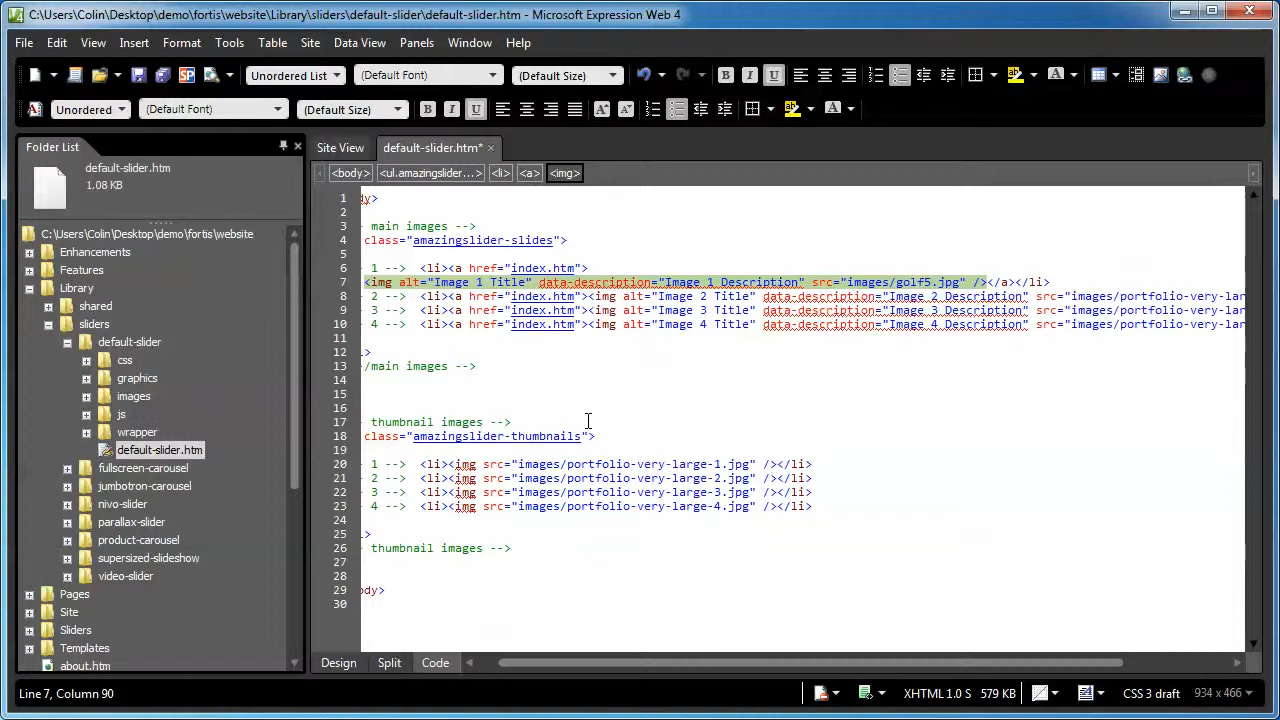 C:\Users\Colin\Desktop\demo\fortis\website\Library\sliders\default-slider\default-slider.htm - Microsoft Expression Web 4
File Edit View Insert Format Tools Table Site Data View Panels Window Help
Unordered List (Default Font) (Default Size) B I U
Unordered (Default Font) (Default Size) B I U
Folder List
default-slider.htm
1.08 KB
C:\Users\Colin\Desktop\demo\fortis\website
Enhancements
Features
Library
shared
sliders
default-slider
css
graphics
images
js
wrapper
default-slider.htm
fullscreen-carousel
jumbotron-carousel
nivo-slider
parallax-slider
product-carousel
supersized-slideshow
video-slider
Pages
Site
Sliders
Templates
about.htm
Site View default-slider.htm*
<body> <ul.amazingslider...> <li> <a> <img>
1 dy>
2
3 main images -->
4 class="amazingslider-slides">
5
6 1 --> <li><a href="index.htm">
7 <img alt="Image 1 Title" data-description="Image 1 Description" src="images/golf5.jpg" /></a></li>
8 2 --> <li><a href="index.htm"><img alt="Image 2 Title" data-description="Image 2 Description" src="images/portfolio-very-lar
9 3 --> <li><a href="index.htm"><img alt="Image 3 Title" data-description="Image 3 Description" src="images/portfolio-very-lar
10 4 --> <li><a href="index.htm"><img alt="Image 4 Title" data-description="Image 4 Description" src="images/portfolio-very-lar
11
12 l>
13 /main images -->
14
15
16
17 thumbnail images -->
18 class="amazingslider-thumbnails">
19
20 1 --> <li><img src="images/portfolio-very-large-1.jpg" /></li>
21 2 --> <li><img src="images/portfolio-very-large-2.jpg" /></li>
22 3 --> <li><img src="images/portfolio-very-large-3.jpg" /></li>
23 4 --> <li><img src="images/portfolio-very-large-4.jpg" /></li>
24
25 l>
26 thumbnail images -->
27
28
29 ody>
30
Design Split Code
Line 7, Column 90 XHTML 1.0 S 579 KB CSS 3 draft 934 x 466